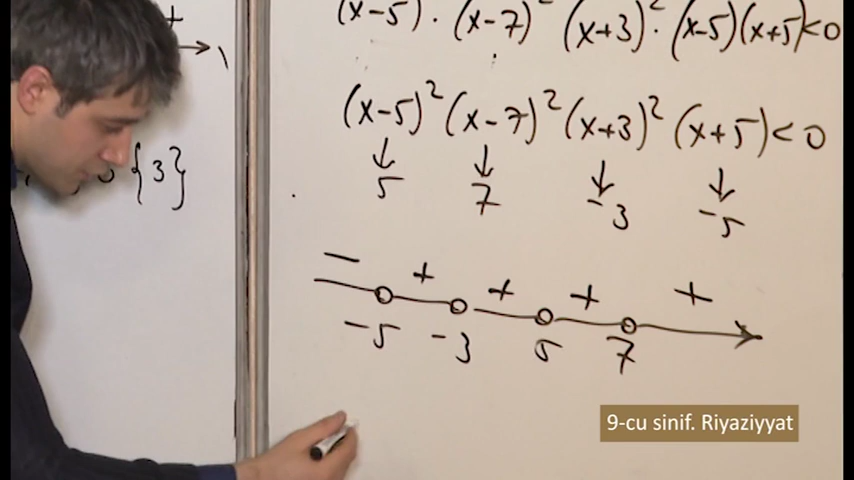 (x-5)·(x-7)² (x+3)²·(x-5)(x+5)<0
(x-5)²(x-7)²(x+3)²(x+5)<0
↓ ↓ ↓ ↓
5 7 -3 -5
+
{3}
− + + + +
-5 -3 5 7
9-cu sinif. Riyaziyyat